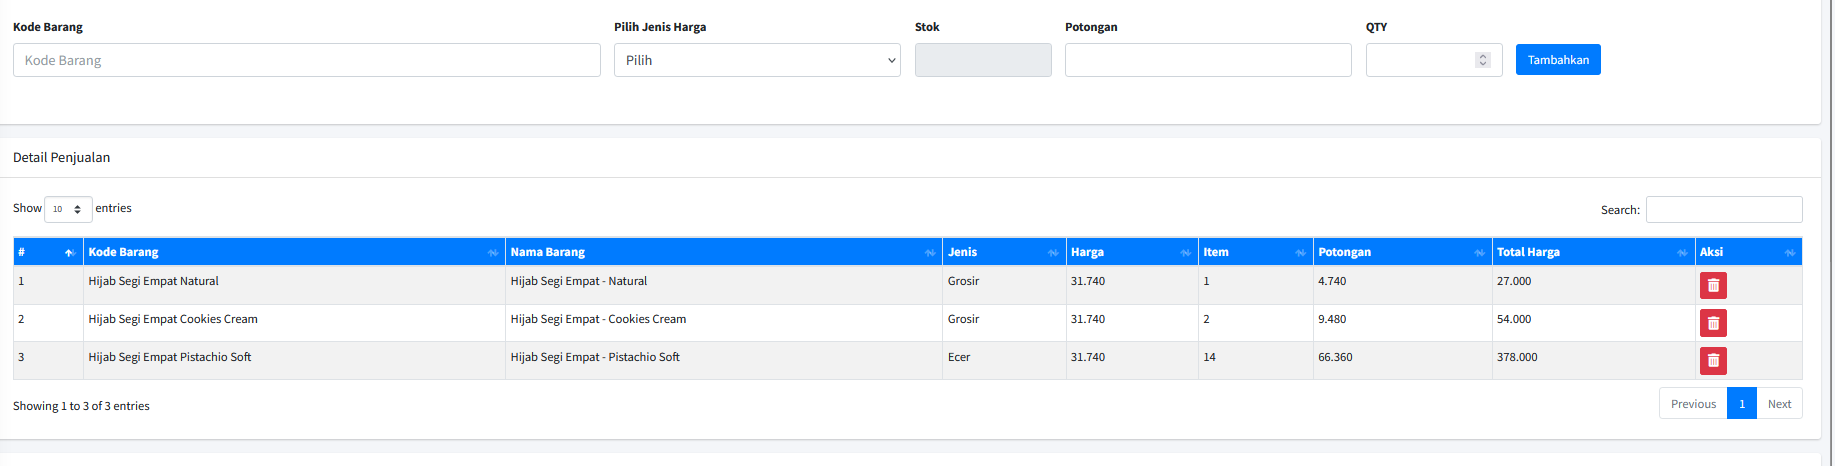 Kode Barang Pilih Jenis Harga Stok Potongan QTY
Kode Barang Pilih Tambahkan
Detail Penjualan
Show 10 entries Search:
# Kode Barang Nama Barang Jenis Harga Item Potongan Total Harga Aksi
1 Hijab Segi Empat Natural Hijab Segi Empat - Natural Grosir 31.740 1 4.740 27.000
2 Hijab Segi Empat Cookies Cream Hijab Segi Empat - Cookies Cream Grosir 31.740 2 9.480 54.000
3 Hijab Segi Empat Pistachio Soft Hijab Segi Empat - Pistachio Soft Ecer 31.740 14 66.360 378.000
Showing 1 to 3 of 3 entries Previous 1 Next